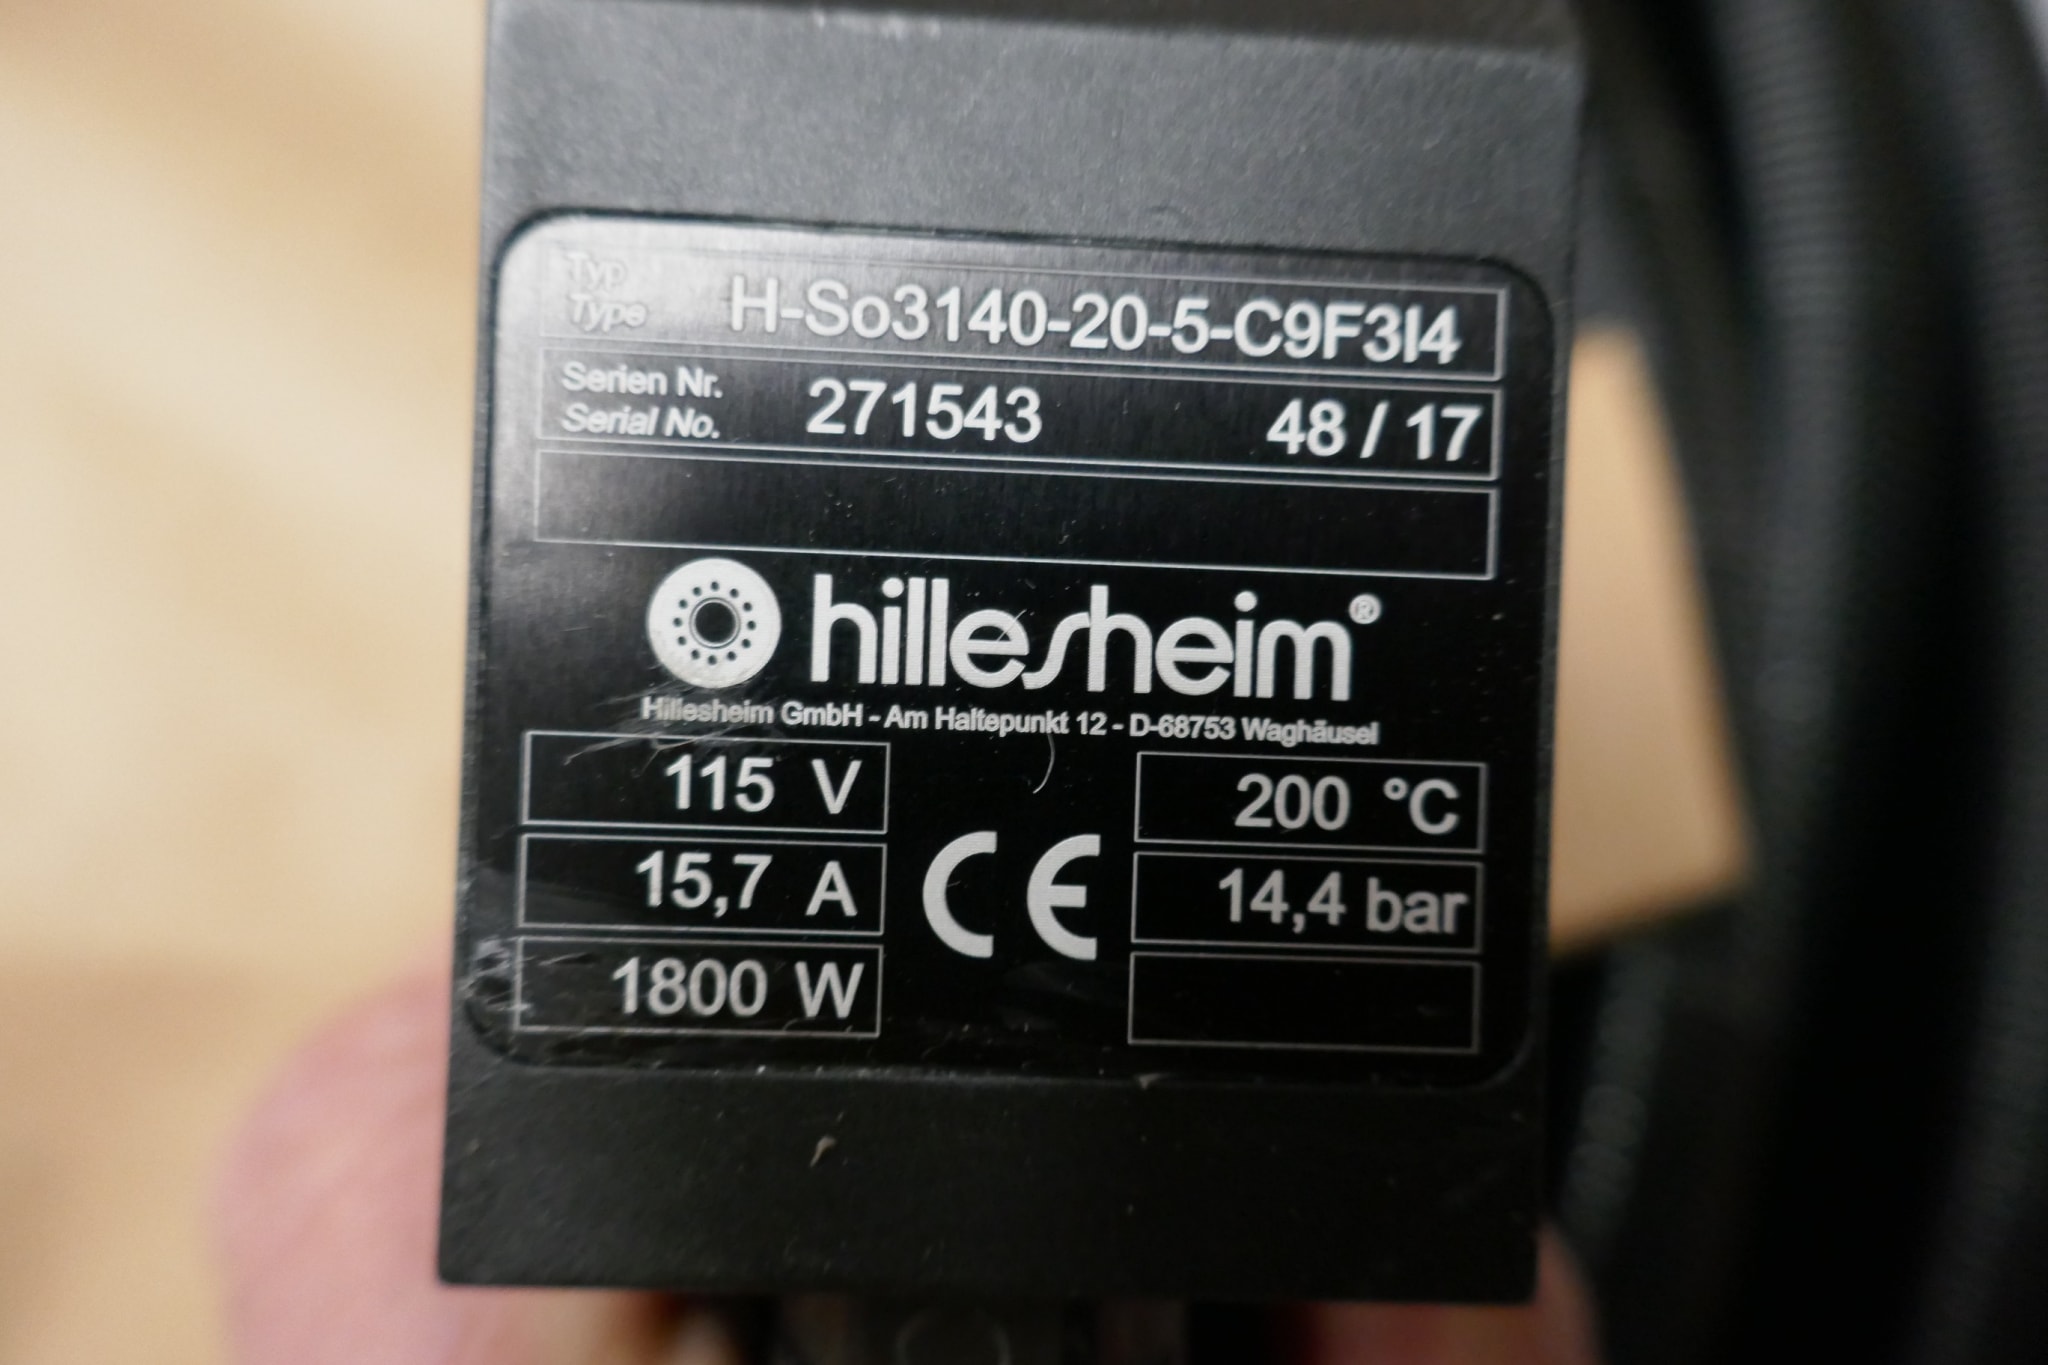 Typ
Type H-So3140-20-5-C9F3I4
Serien Nr.
Serial No. 271543 48 / 17
hillesheim®
Hillesheim GmbH - Am Haltepunkt 12 - D-68753 Waghäusel
115 V
200 °C
15,7 A
14,4 bar
1800 W
CE